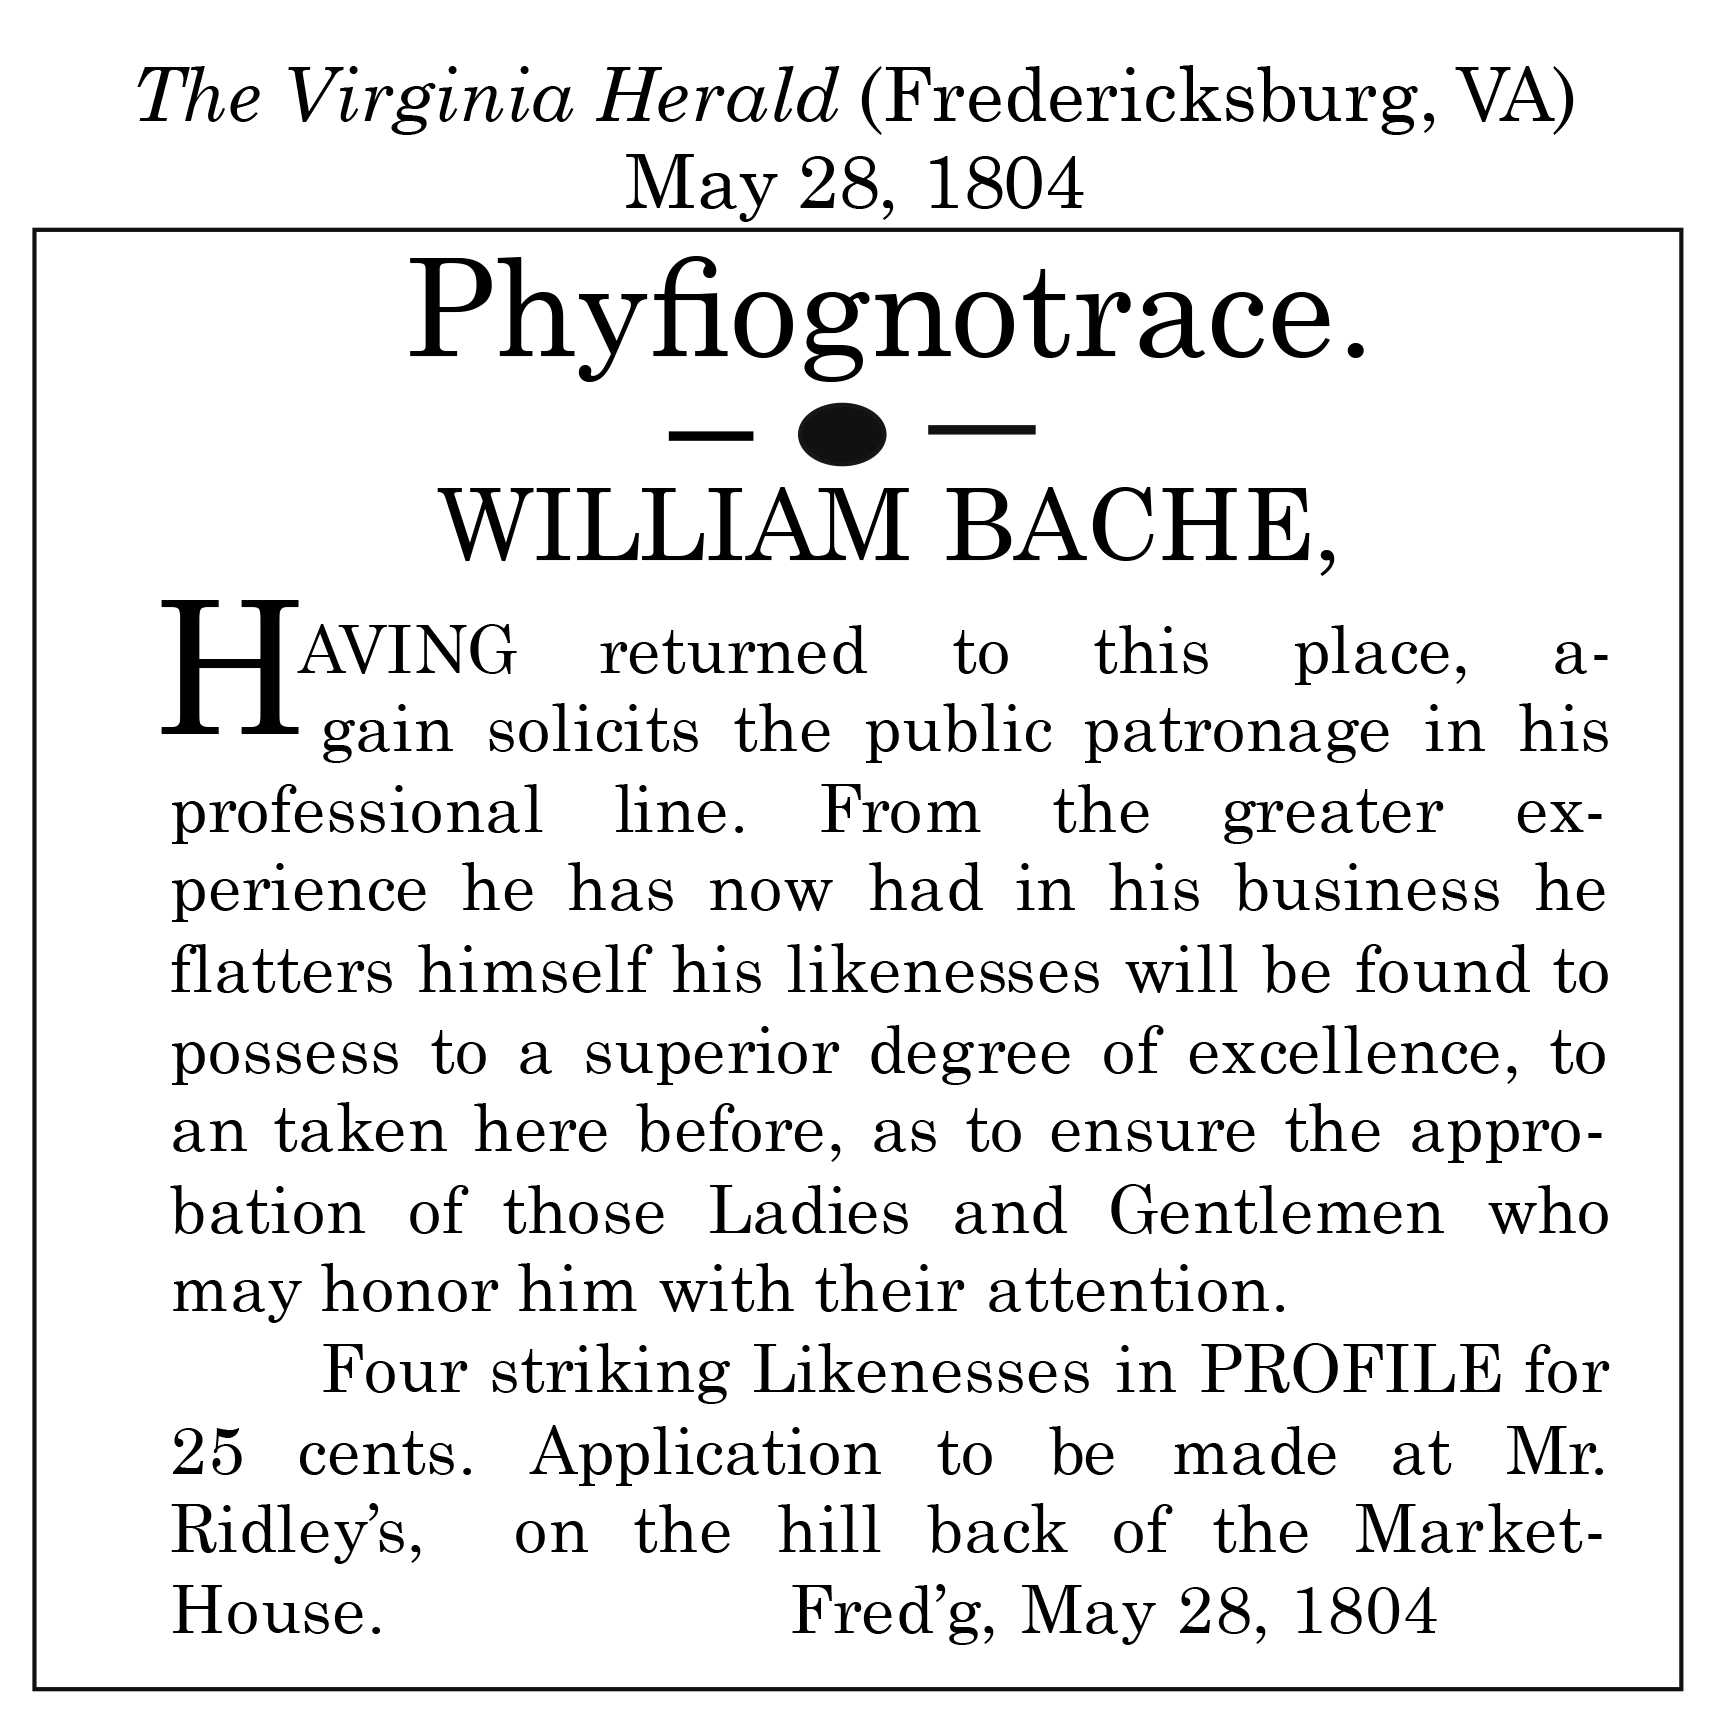 The Virginia Herald (Fredericksburg, VA)
May 28, 1804
Phyfiognotrace.
WILLIAM BACHE,
HAVING returned to this place, a-
gain solicits the public patronage in his
professional line. From the greater ex-
perience he has now had in his business he
flatters himself his likenesses will be found to
possess to a superior degree of excellence, to
an taken here before, as to ensure the appro-
bation of those Ladies and Gentlemen who
may honor him with their attention.
Four striking Likenesses in PROFILE for
25 cents. Application to be made at Mr.
Ridley’s, on the hill back of the Market-
House. Fred’g, May 28, 1804